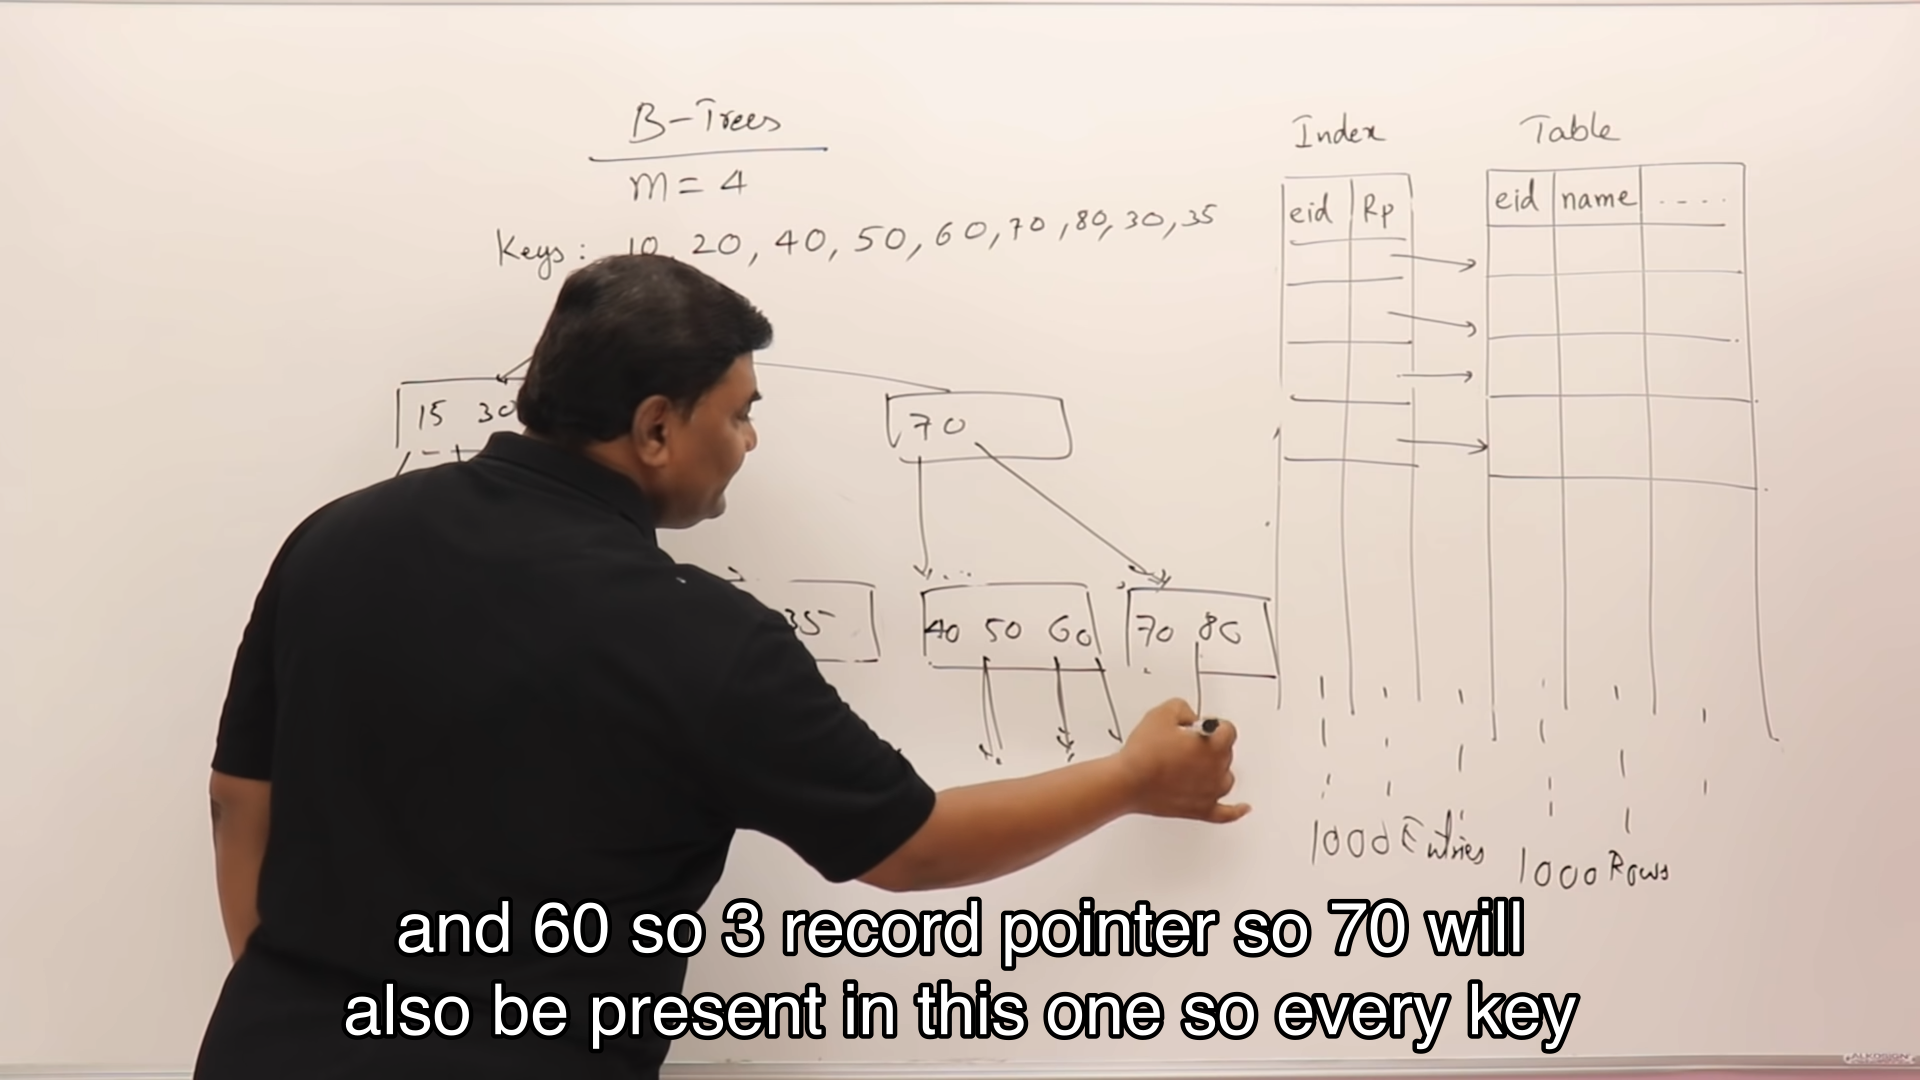 B-Trees
m = 4
Keys : 10, 20, 40, 50, 60, 70, 80, 30, 35
Index
Table
eid Rp
eid name ....
15 30
70
35
40 50 60
70 80
1000 Entries
1000 Rows
and 60 so 3 record pointer so 70 will
also be present in this one so every key